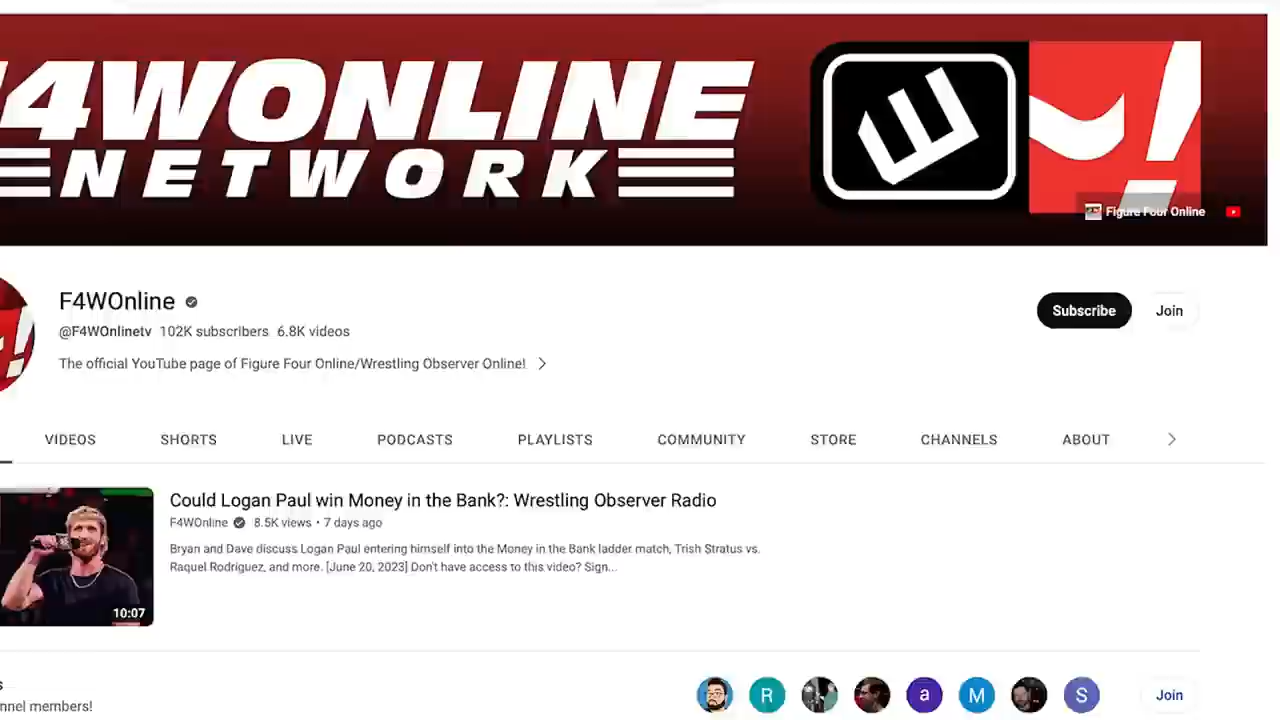 4WONLINE
NETWORK
Figure Four Online
F4WOnline
Subscribe
Join
@F4WOnlinetv 102K subscribers 6.8K videos
The official YouTube page of Figure Four Online/Wrestling Observer Online!
VIDEOS SHORTS LIVE PODCASTS PLAYLISTS COMMUNITY STORE CHANNELS ABOUT
Could Logan Paul win Money in the Bank?: Wrestling Observer Radio
F4WOnline 8.5K views • 7 days ago
Bryan and Dave discuss Logan Paul entering himself into the Money in the Bank ladder match, Trish Stratus vs.
Raquel Rodriguez, and more. [June 20, 2023] Don't have access to this video? Sign...
10:07
s
R a M S
Join
nnel members!